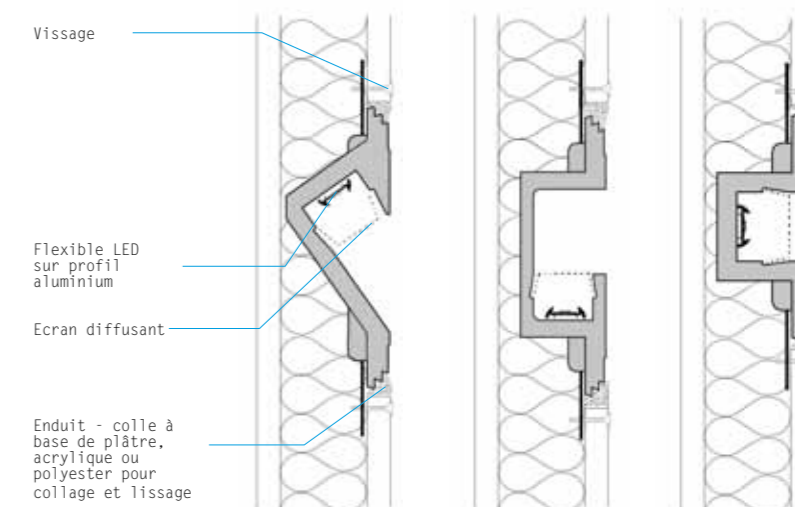 Vissage
Flexible LED
sur profil
aluminium
Ecran diffusant
Enduit - colle à
base de plâtre,
acrylique ou
polyester pour
collage et lissage